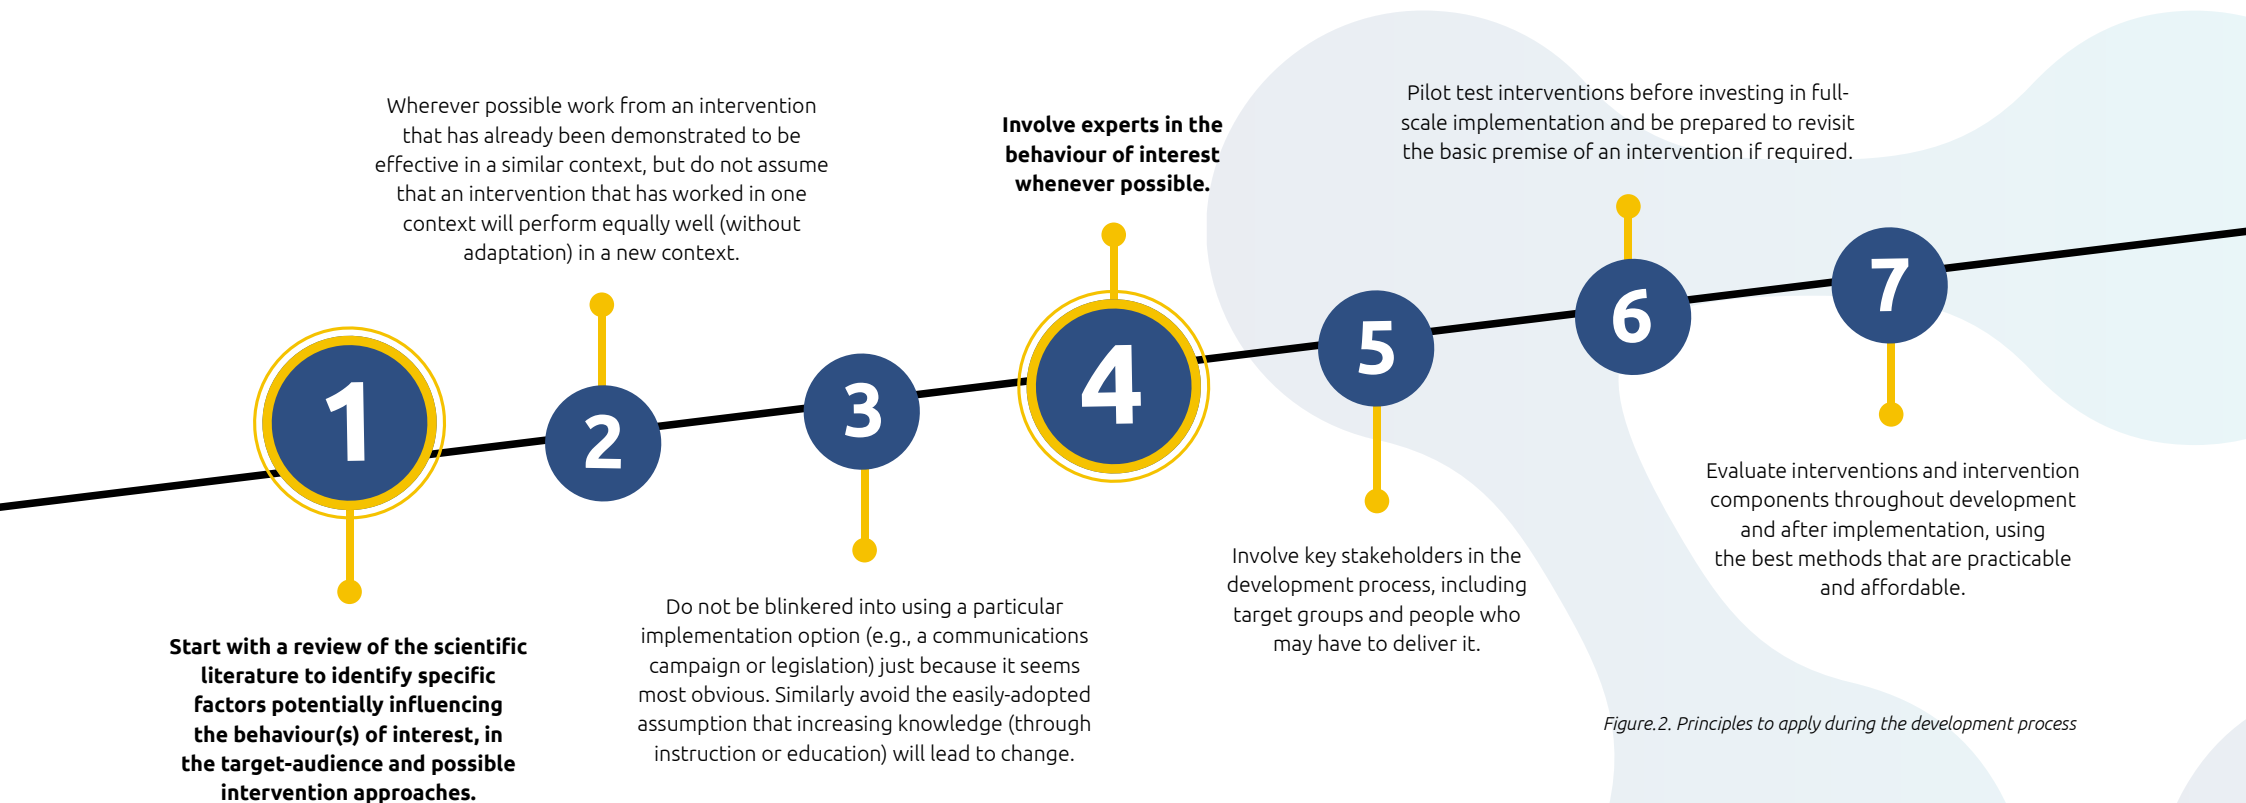 1
Start with a review of the scientific
literature to identify specific
factors potentially influencing
the behaviour(s) of interest, in
the target-audience and possible
intervention approaches.
Wherever possible work from an intervention
that has already been demonstrated to be
effective in a similar context, but do not assume
that an intervention that has worked in one
context will perform equally well (without
adaptation) in a new context.
2
3
Do not be blinkered into using a particular
implementation option (e.g., a communications
campaign or legislation) just because it seems
most obvious. Similarly avoid the easily-adopted
assumption that increasing knowledge (through
instruction or education) will lead to change.
Involve experts in the
behaviour of interest
whenever possible.
4
5
Involve key stakeholders in the
development process, including
target groups and people who
may have to deliver it.
Pilot test interventions before investing in full-
scale implementation and be prepared to revisit
the basic premise of an intervention if required.
6
7
Evaluate interventions and intervention
components throughout development
and after implementation, using
the best methods that are practicable
and affordable.
Figure.2. Principles to apply during the development process